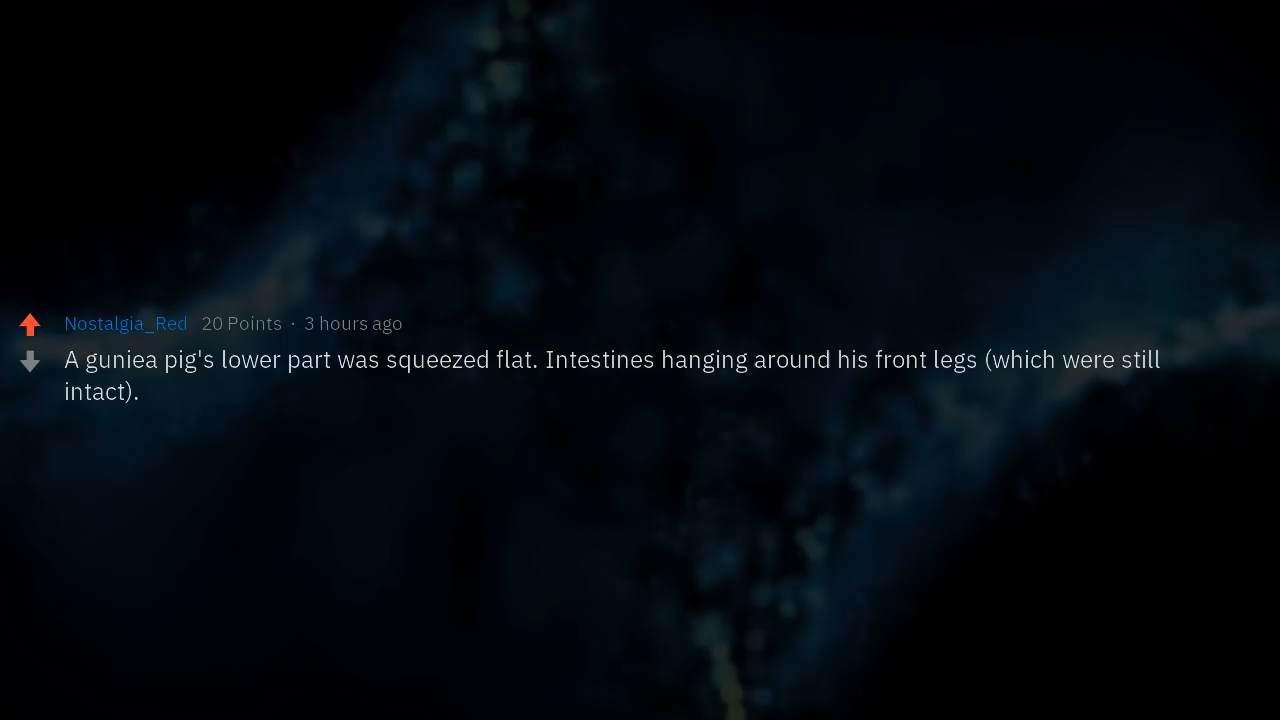 Nostalgia_Red 20 Points · 3 hours ago
A guniea pig's lower part was squeezed flat. Intestines hanging around his front legs (which were still
intact).